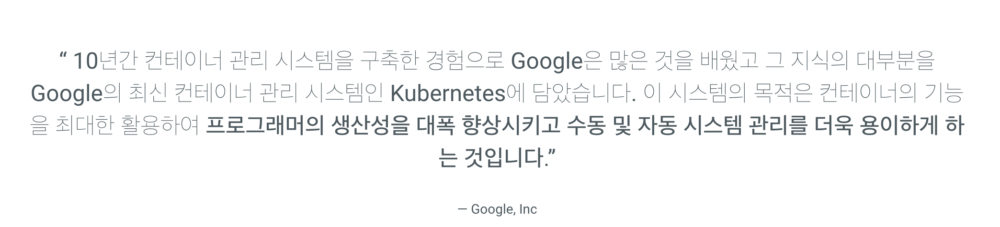 “ 10년간 컨테이너 관리 시스템을 구축한 경험으로 Google은 많은 것을 배웠고 그 지식의 대부분을
Google의 최신 컨테이너 관리 시스템인 Kubernetes에 담았습니다. 이 시스템의 목적은 컨테이너의 기능
을 최대한 활용하여 프로그래머의 생산성을 대폭 향상시키고 수동 및 자동 시스템 관리를 더욱 용이하게 하
는 것입니다.”
— Google, Inc